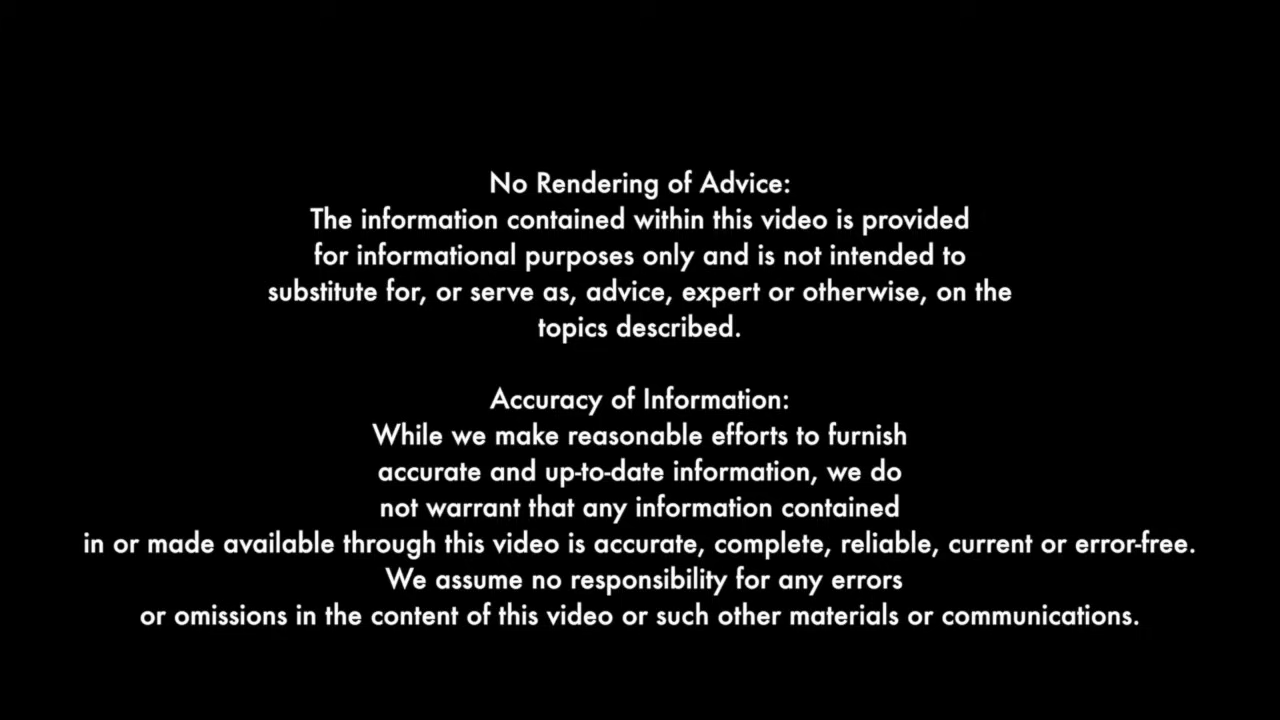 No Rendering of Advice:
The information contained within this video is provided
for informational purposes only and is not intended to
substitute for, or serve as, advice, expert or otherwise, on the
topics described.
Accuracy of Information:
While we make reasonable efforts to furnish
accurate and up-to-date information, we do
not warrant that any information contained
in or made available through this video is accurate, complete, reliable, current or error-free.
We assume no responsibility for any errors
or omissions in the content of this video or such other materials or communications.